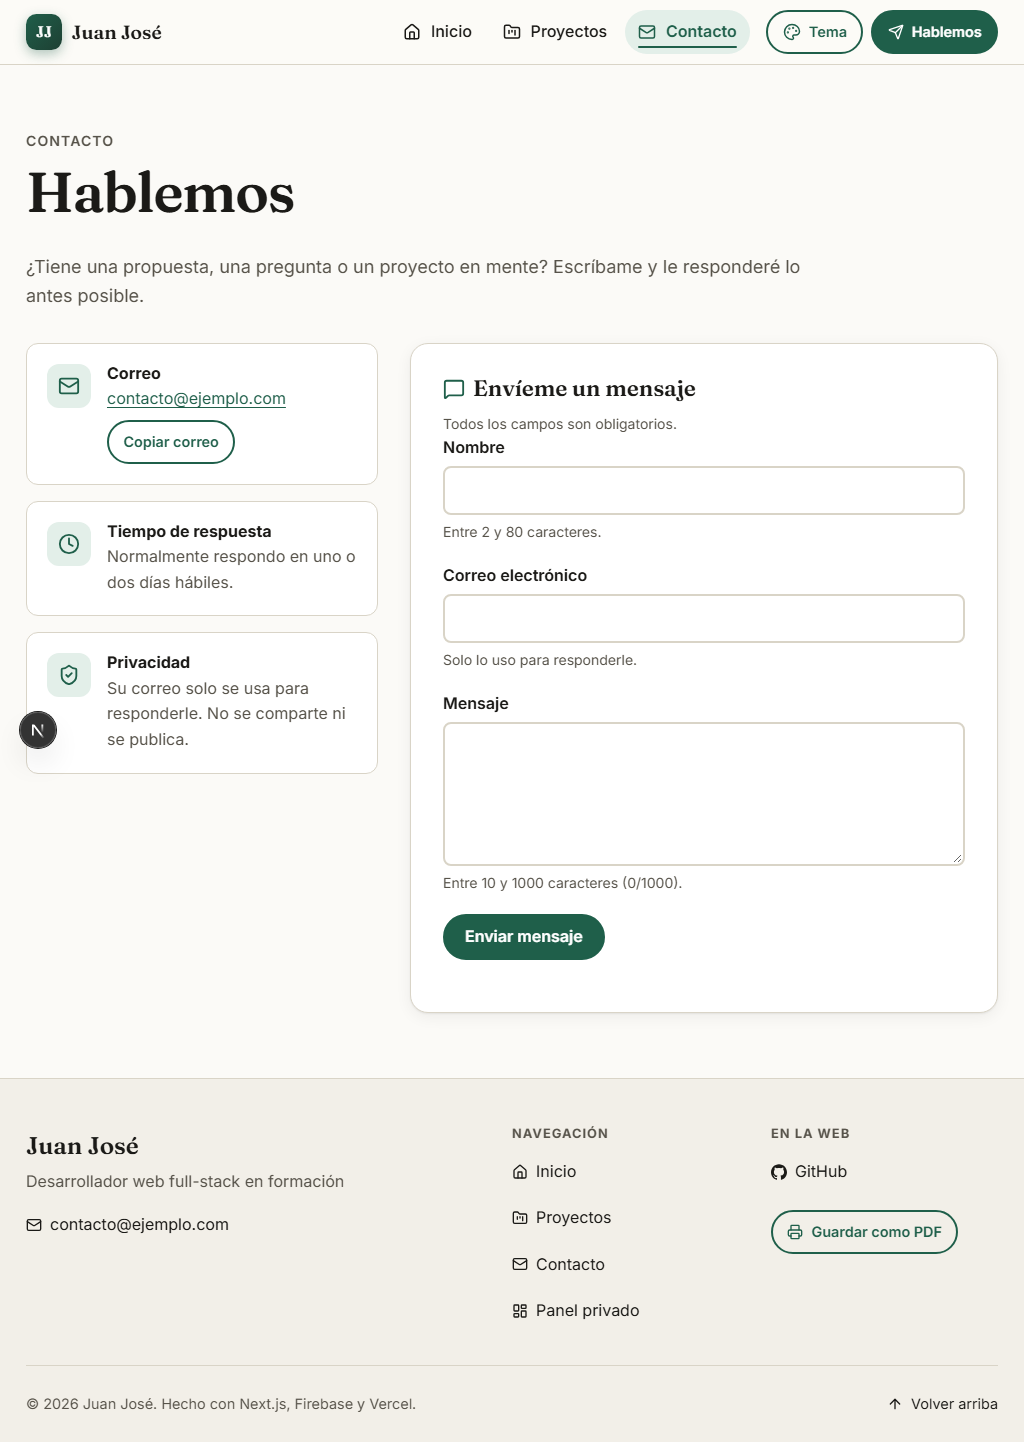 JJ Juan José Inicio Proyectos Contacto Tema Hablemos
CONTACTO
Hablemos
¿Tiene una propuesta, una pregunta o un proyecto en mente? Escríbame y le responderé lo
antes posible.
Correo
contacto@ejemplo.com
Copiar correo
Tiempo de respuesta
Normalmente respondo en uno o
dos días hábiles.
Privacidad
Su correo solo se usa para
responderle. No se comparte ni
se publica.
N
Envíeme un mensaje
Todos los campos son obligatorios.
Nombre
Entre 2 y 80 caracteres.
Correo electrónico
Solo lo uso para responderle.
Mensaje
Entre 10 y 1000 caracteres (0/1000).
Enviar mensaje
Juan José
Desarrollador web full-stack en formación
contacto@ejemplo.com
NAVEGACIÓN
Inicio
Proyectos
Contacto
Panel privado
EN LA WEB
GitHub
Guardar como PDF
© 2026 Juan José. Hecho con Next.js, Firebase y Vercel.
Volver arriba